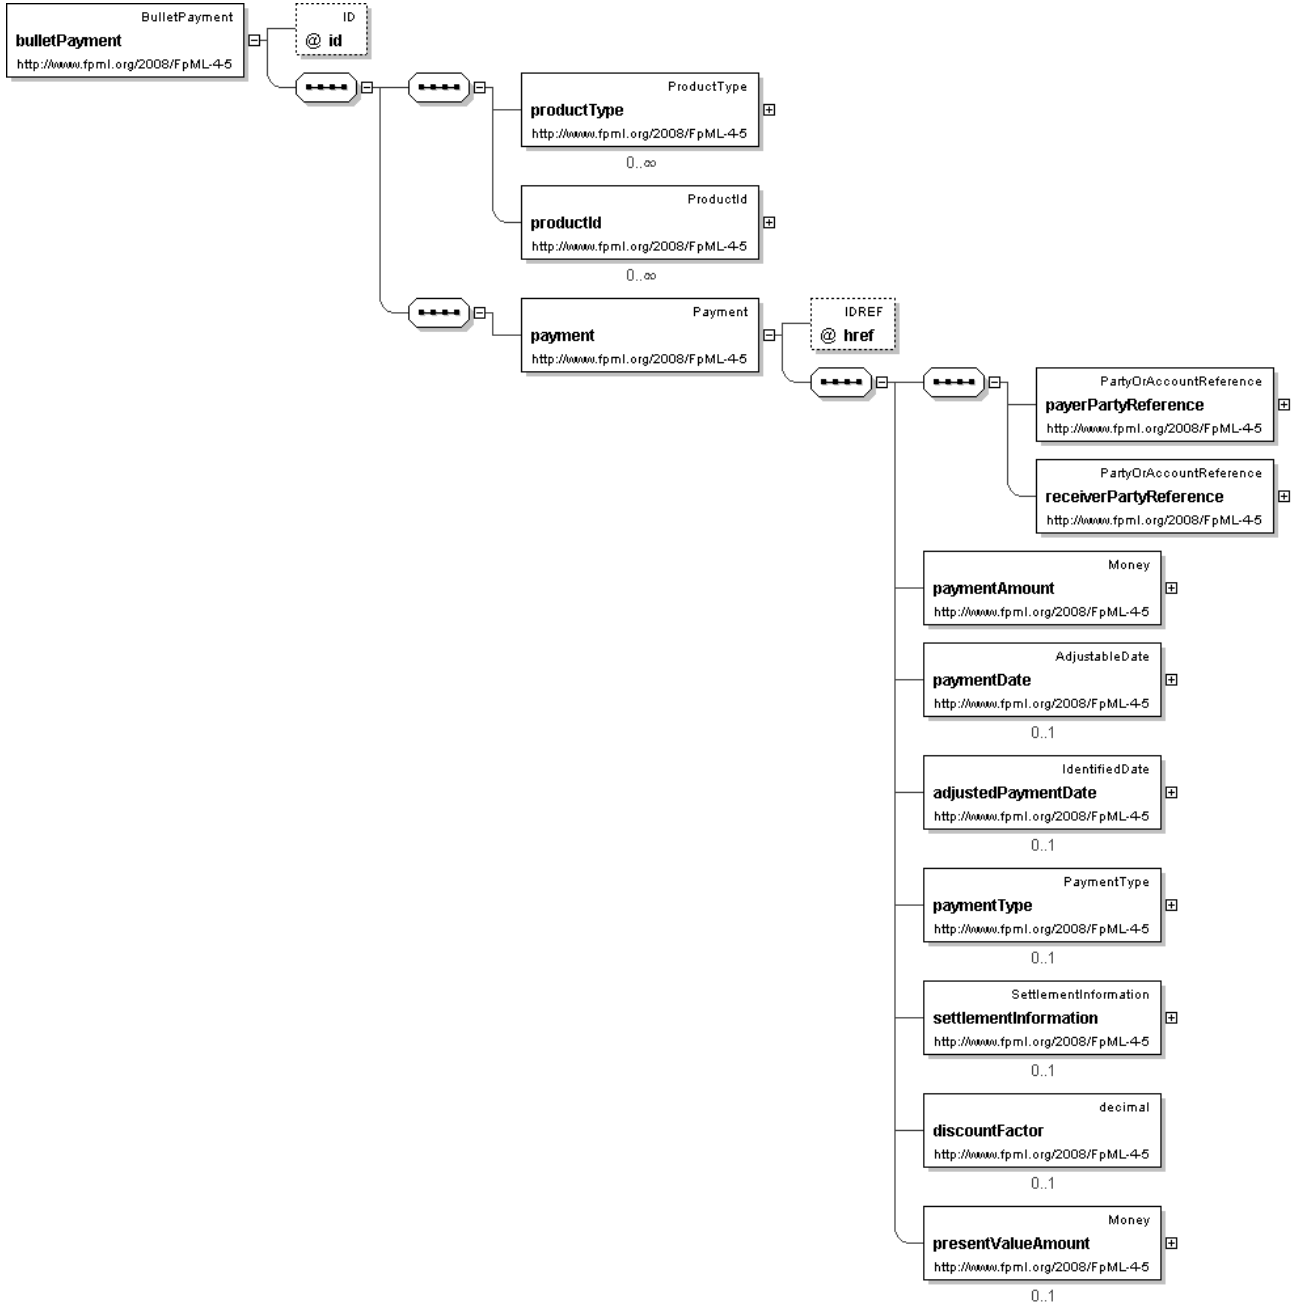 BulletPayment
bulletPayment
http://www.fpml.org/2008/FpML-4-5
ID
@ id
ProductType
productType
http://www.fpml.org/2008/FpML-4-5
0..∞
ProductId
productId
http://www.fpml.org/2008/FpML-4-5
0..∞
Payment
payment
http://www.fpml.org/2008/FpML-4-5
IDREF
@ href
PartyOrAccountReference
payerPartyReference
http://www.fpml.org/2008/FpML-4-5
PartyOrAccountReference
receiverPartyReference
http://www.fpml.org/2008/FpML-4-5
Money
paymentAmount
http://www.fpml.org/2008/FpML-4-5
AdjustableDate
paymentDate
http://www.fpml.org/2008/FpML-4-5
0..1
IdentifiedDate
adjustedPaymentDate
http://www.fpml.org/2008/FpML-4-5
0..1
PaymentType
paymentType
http://www.fpml.org/2008/FpML-4-5
0..1
SettlementInformation
settlementInformation
http://www.fpml.org/2008/FpML-4-5
0..1
decimal
discountFactor
http://www.fpml.org/2008/FpML-4-5
0..1
Money
presentValueAmount
http://www.fpml.org/2008/FpML-4-5
0..1